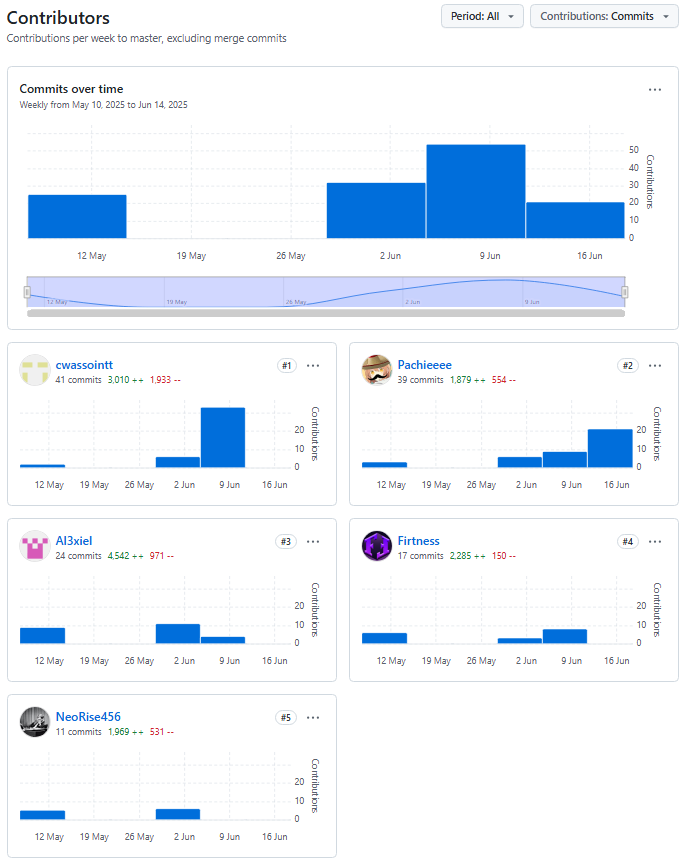 Contributors
Period: All
Contributions: Commits
Contributions per week to master, excluding merge commits
Commits over time
Weekly from May 10, 2025 to Jun 14, 2025
50
40
30
20
10
0
Contributions
12 May 19 May 26 May 2 Jun 9 Jun 16 Jun
12 May 19 May 26 May 2 Jun 9 Jun
cwassointt
#1
41 commits 3,010 ++ 1,933 --
20
10
0
Contributions
12 May 19 May 26 May 2 Jun 9 Jun 16 Jun
Pachieeee
#2
39 commits 1,879 ++ 554 --
20
10
0
Contributions
12 May 19 May 26 May 2 Jun 9 Jun 16 Jun
Al3xiel
#3
24 commits 4,542 ++ 971 --
20
10
0
Contributions
12 May 19 May 26 May 2 Jun 9 Jun 16 Jun
Firtness
#4
17 commits 2,285 ++ 150 --
20
10
0
Contributions
12 May 19 May 26 May 2 Jun 9 Jun 16 Jun
NeoRise456
#5
11 commits 1,969 ++ 531 --
20
10
0
Contributions
12 May 19 May 26 May 2 Jun 9 Jun 16 Jun